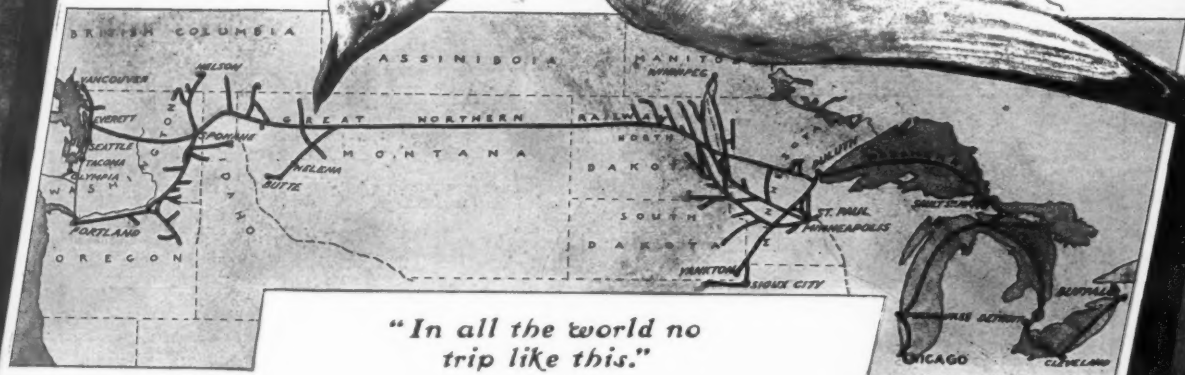 BRITISH COLUMBIA
ASSINIBOIA
WINNIPEG
NELSON
VANCOUVER
EVERETT
SEATTLE
TACOMA
OLYMPIA
WASHINGTON
SPOKANE
IDAHO
GREAT NORTHERN RAILWAY
MONTANA
HELENA
BUTTE
NORTH
DAKOTA
SOUTH
DAKOTA
DULUTH
ST. PAUL
MINNEAPOLIS
PORTLAND
OREGON
YANKTON
SIOUX CITY
BUFFALO
DETROIT
CHICAGO
CLEVELAND
"In all the world no
trip like this."